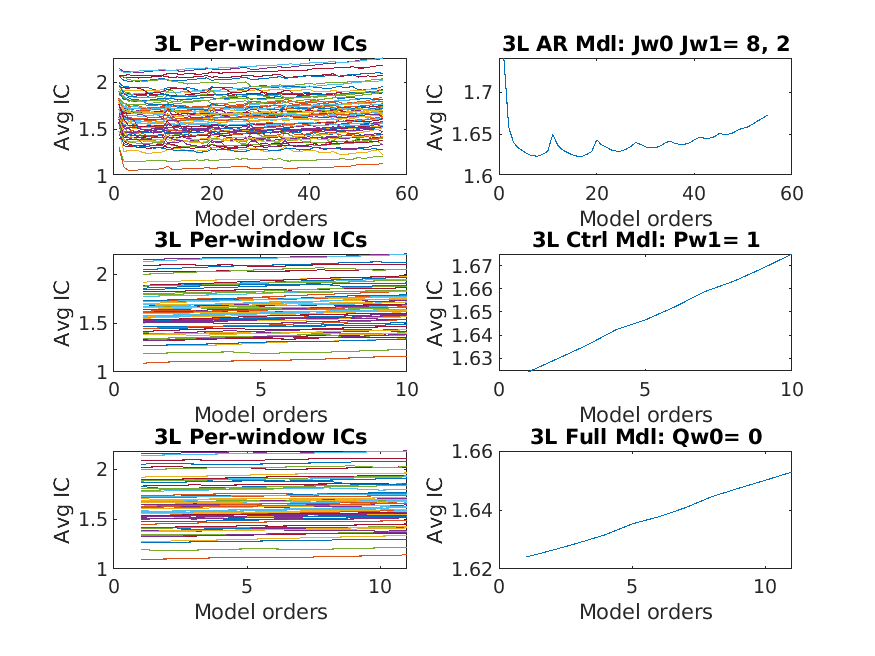 3L Per-window ICs
Avg IC
2
1.5
1
0
20
40
60
Model orders
3L AR Mdl: Jw0 Jw1= 8, 2
Avg IC
1.7
1.65
1.6
0
20
40
60
Model orders
3L Per-window ICs
Avg IC
2
1.5
1
0
5
10
Model orders
3L Ctrl Mdl: Pw1= 1
Avg IC
1.67
1.66
1.65
1.64
1.63
0
5
10
Model orders
3L Per-window ICs
Avg IC
2
1.5
1
0
5
10
Model orders
3L Full Mdl: Qw0= 0
Avg IC
1.66
1.64
1.62
0
5
10
Model orders